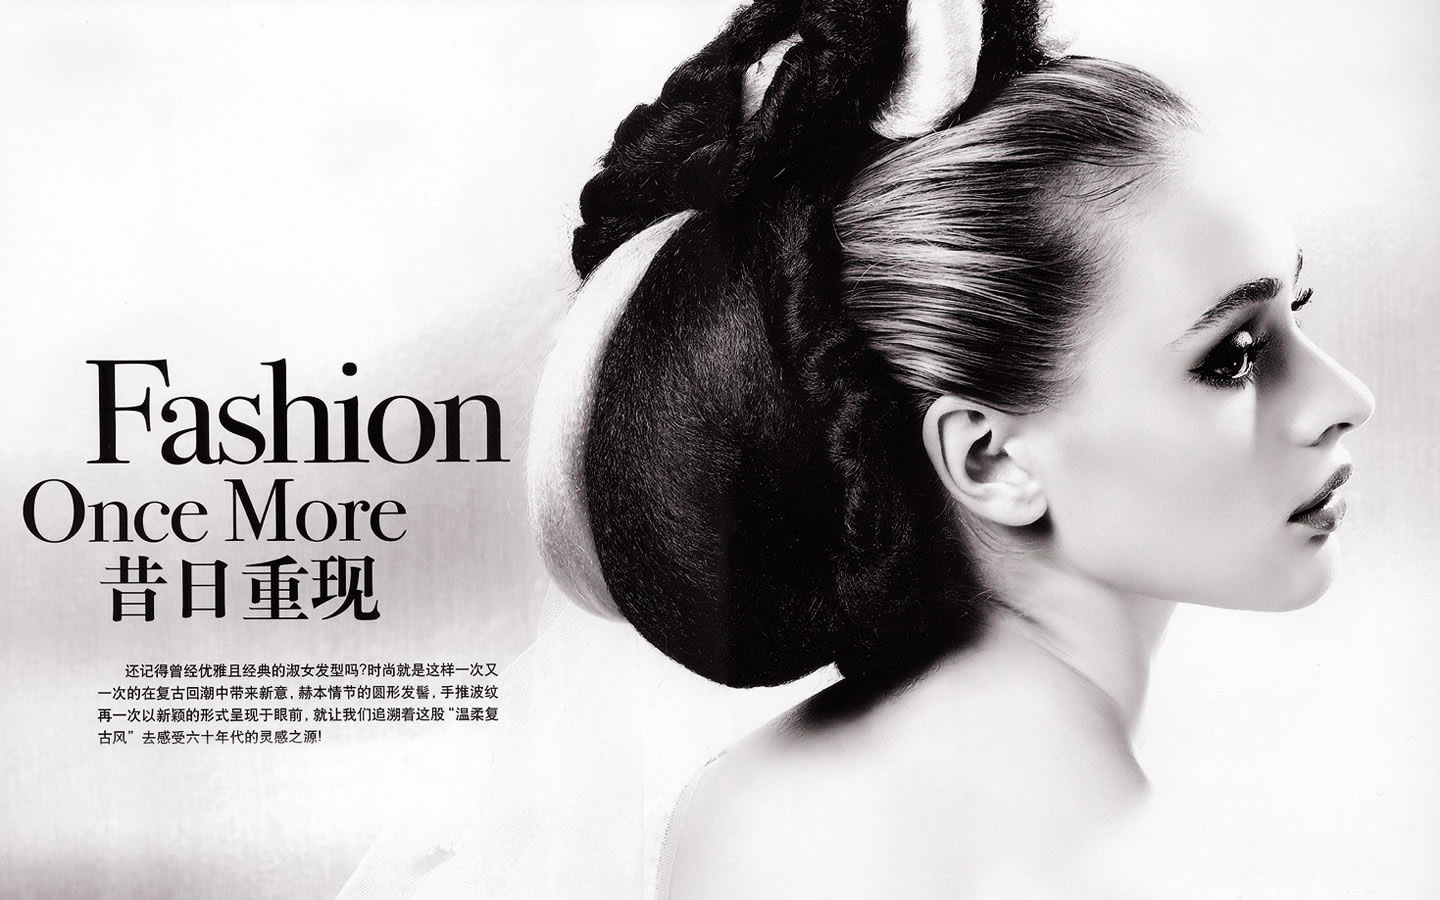 Fashion
Once More
昔日重现
还记得曾经优雅且经典的淑女发型吗?时尚就是这样一次又
一次的在复古回潮中带来新意，赫本情节的圆形发髻，手推波纹
再一次以新颖的形式呈现于眼前，就让我们追溯着这股“温柔复
古风”去感受六十年代的灵感之源!